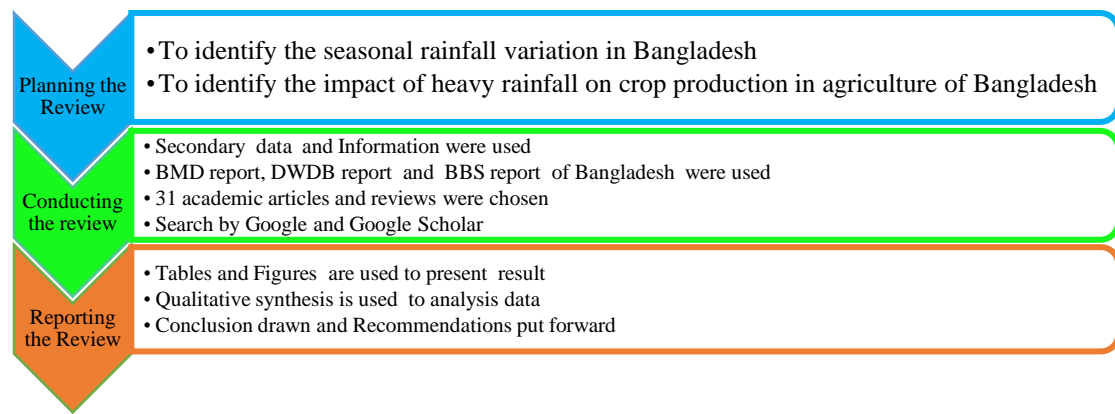 Planning the
Review
•To identify the seasonal rainfall variation in Bangladesh
•To identify the impact of heavy rainfall on crop production in agriculture of Bangladesh
Conducting
the review
• Secondary data and Information were used
• BMD report, DWDB report and BBS report of Bangladesh were used
• 31 academic articles and reviews were chosen
• Search by Google and Google Scholar
Reporting
the Review
• Tables and Figures are used to present result
• Qualitative synthesis is used to analysis data
• Conclusion drawn and Recommendations put forward